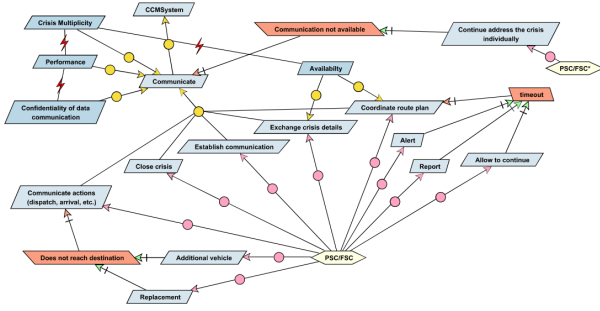 CCMSystem
Crisis Multiplicity
Communication not available
Continue address the crisis
individually
Performance
Availabilty
PSC/FSC*
Communicate
timeout
Confidentiality of data
communication
Coordinate route plan
Exchange crisis details
Alert
Establish communication
Report
Allow to continue
Close crisis
Communicate actions
(dispatch, arrival, etc.)
Does not reach destination
Additional vehicle
PSC/FSC
Replacement